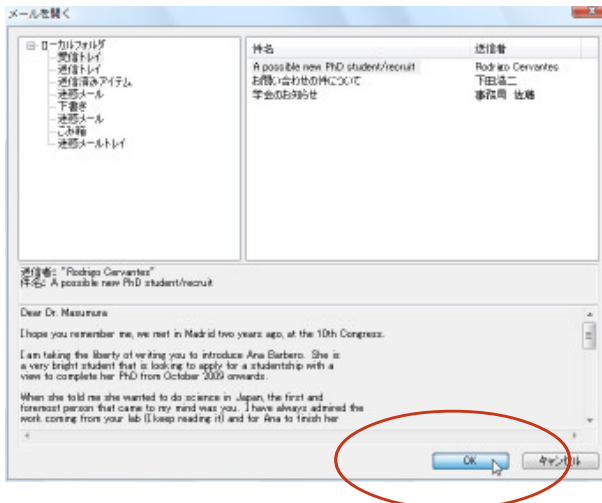 メールを開く
ローカルフォルダ
受信トレイ
送信トレイ
送信済みアイテム
迷惑メール
下書き
迷惑メール
ごみ箱
迷惑メールトレイ
件名 送信者
A possible new PhD student/recruit Rodrigo Cervantes
お問い合わせの件について 下田浩二
学会のお知らせ 事務局 佐藤
送信者: "Rodrigo Cervantes"
件名: A possible new PhD student/recruit
Dear Dr. Masumura
I hope you remember me, we met in Madrid two years ago, at the 10th Congress.
I am taking the liberty of writing you to introduce Ana Barbero. She is
a very bright student that is looking to apply for a studentship with a
view to complete her PhD from October 2009 onwards.
When she told me she wanted to do science in Japan, the first and
foremost person that came to my mind was you. I have always admired the
work coming from your lab (I keep reading it) and for Ana to finish her
OK キャンセル